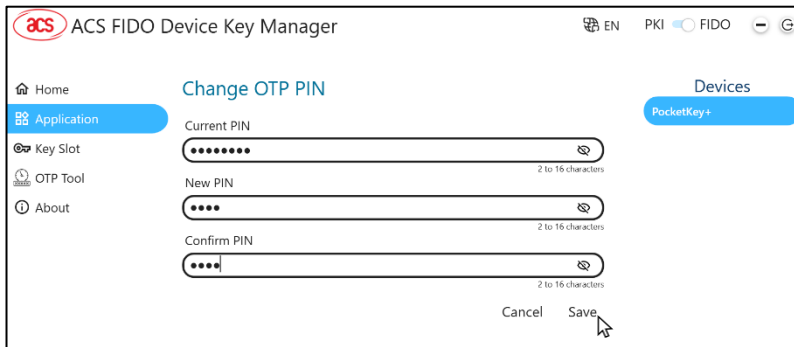 acs ACS FIDO Device Key Manager EN PKI FIDO
Home
Application
Key Slot
OTP Tool
About
Change OTP PIN
Current PIN
••••••••
2 to 16 characters
New PIN
••••
2 to 16 characters
Confirm PIN
••••
2 to 16 characters
Cancel Save
Devices
PocketKey+